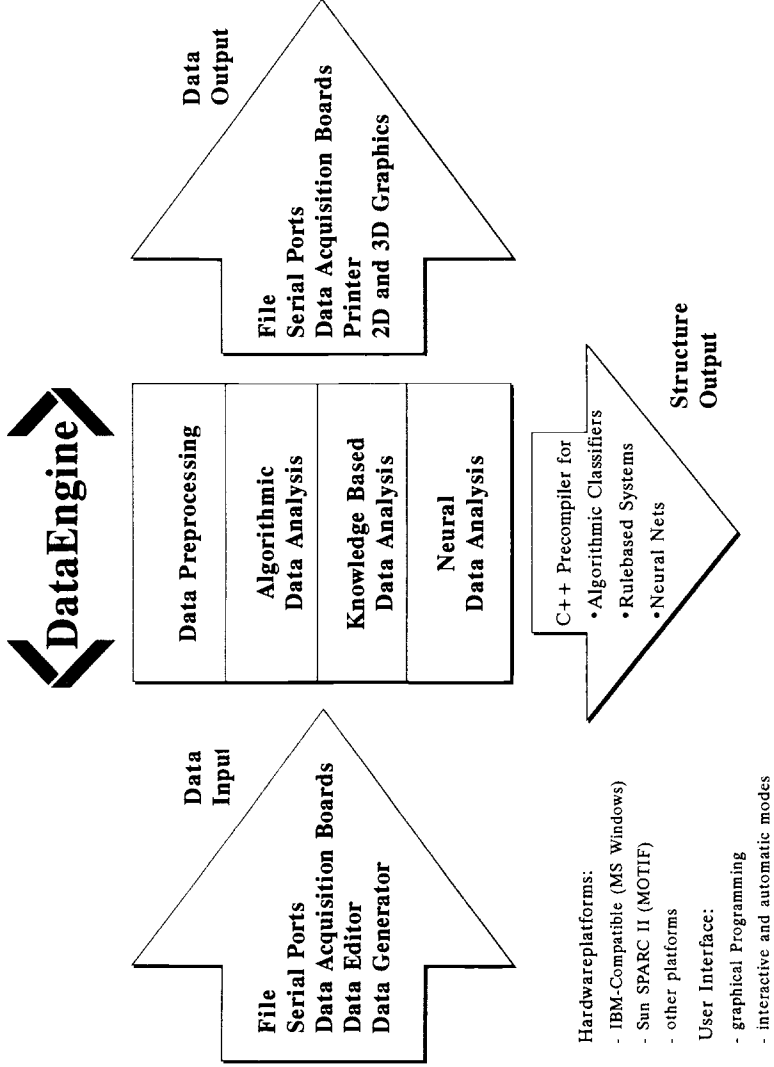 DataEngine
Data
Input
File
Serial Ports
Data Acquisition Boards
Data Editor
Data Generator
Data Preprocessing
Algorithmic
Data Analysis
Knowledge Based
Data Analysis
Neural
Data Analysis
Data
Output
File
Serial Ports
Data Acquisition Boards
Printer
2D and 3D Graphics
C++ Precompiler for
• Algorithmic Classifiers
• Rulebased Systems
• Neural Nets
Structure
Output
Hardwareplatforms:
- IBM-Compatible (MS Windows)
- Sun SPARC II (MOTIF)
- other platforms
User Interface:
- graphical Programming
- interactive and automatic modes